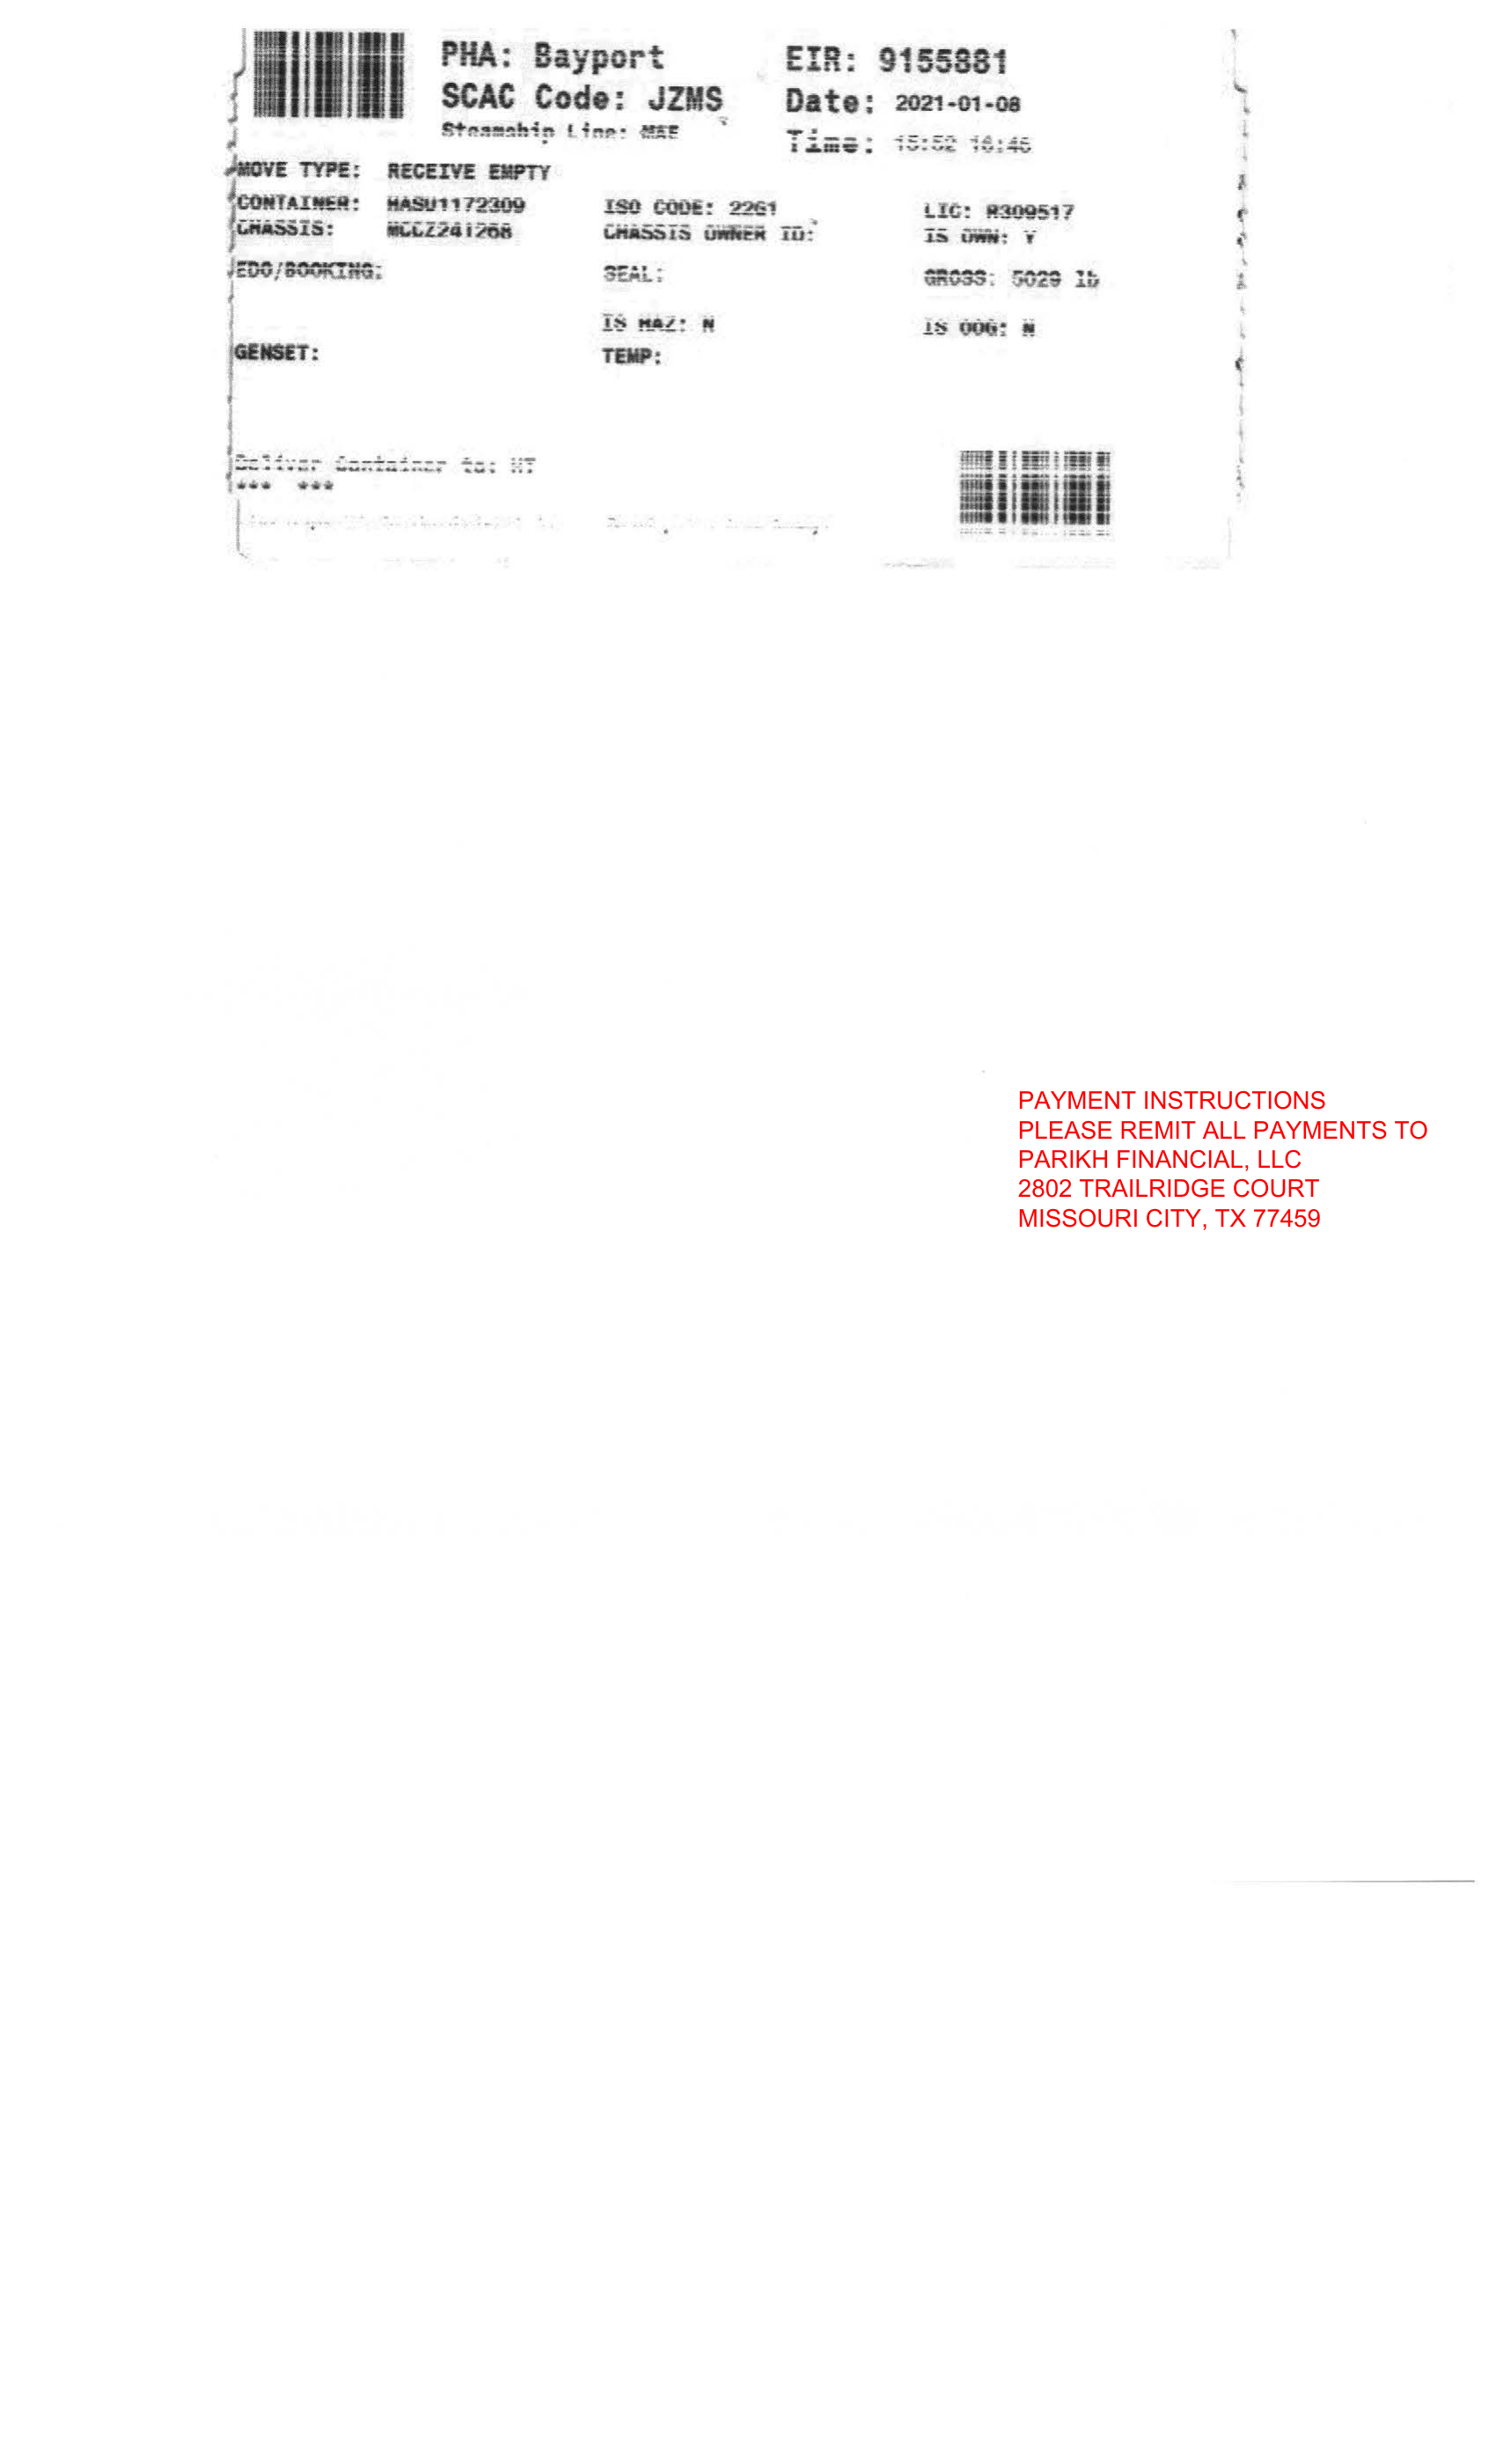 PHA: Bayport
EIR: 9155881
SCAC Code: JZMS
Date: 2021-01-08
Steamship Line: MAE
Time: 15:52 16:46
MOVE TYPE: RECEIVE EMPTY
CONTAINER: HASU1172309 ISO CODE: 22G1 LIC: R309517
CHASSIS: MCCZ241268 CHASSIS OWNER ID: IS OWN: Y
EDO/BOOKING: SEAL: GROSS: 5029 lb
IS HAZ: N IS OOG: N
GENSET: TEMP:
Deliver Container to: MT
*** ***
PAYMENT INSTRUCTIONS
PLEASE REMIT ALL PAYMENTS TO
PARIKH FINANCIAL, LLC
2802 TRAILRIDGE COURT
MISSOURI CITY, TX 77459